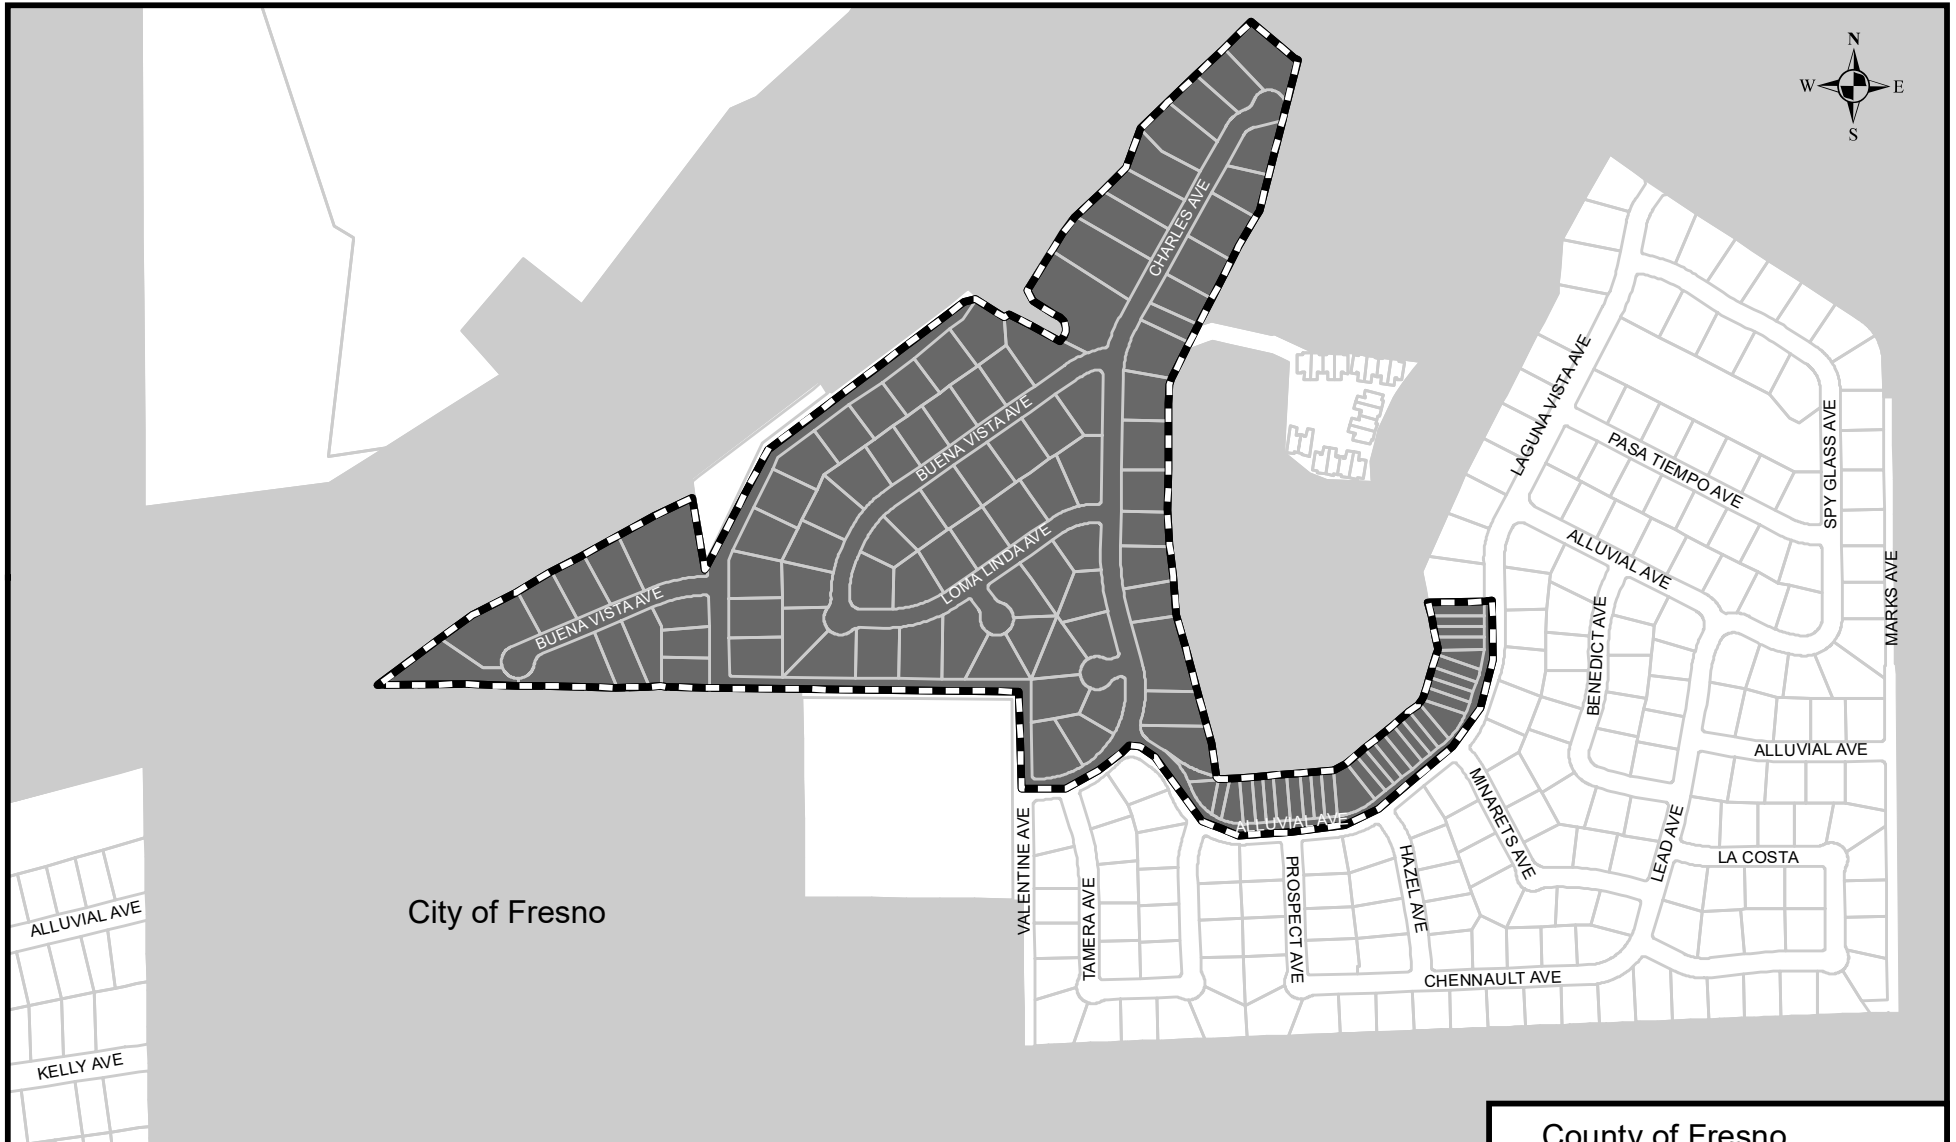 N
W E
S
CHARLES AVE
LAGUNA VISTA AVE
BUENA VISTA AVE
PASA TIEMPO AVE
SPY GLASS AVE
ALLUVIAL AVE
LOMA LINDA AVE
MARKS AVE
BUENA VISTA AVE
BENEDICT AVE
ALLUVIAL AVE
MINARETS AVE
ALLUVIAL AVE
LEAD AVE
LA COSTA
VALENTINE AVE
HAZEL AVE
PROSPECT AVE
TAMERA AVE
City of Fresno
ALLUVIAL AVE
CHENNAULT AVE
KELLY AVE
County of Fresno